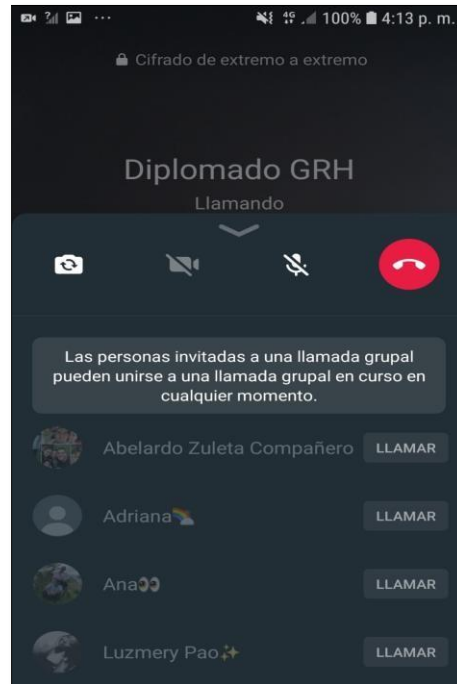 4G 100% 4:13 p. m.
Cifrado de extremo a extremo
Diplomado GRH
Llamando
Las personas invitadas a una llamada grupal
pueden unirse a una llamada grupal en curso en
cualquier momento.
Abelardo Zuleta Compañero LLAMAR
Adriana LLAMAR
Ana👀 LLAMAR
Luzmery Pao✨ LLAMAR